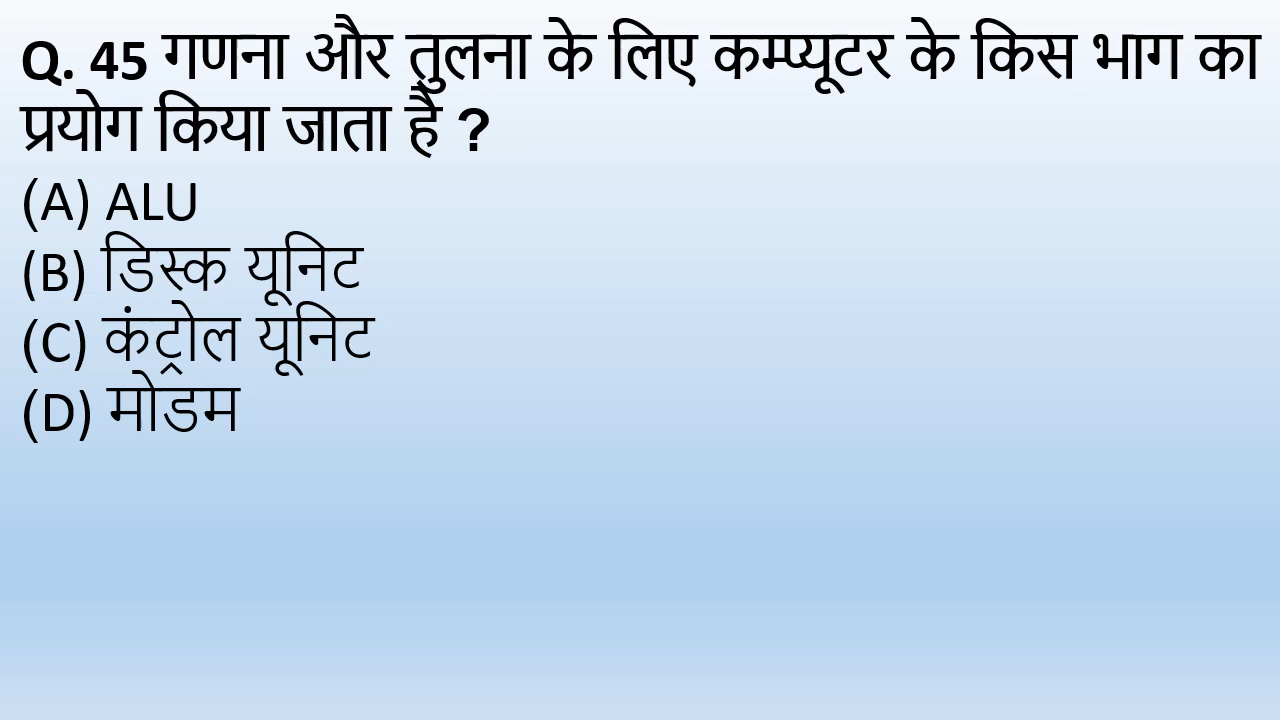 Q. 45 गणना और तुलना के लिए कम्प्यूटर के किस भाग का
प्रयोग किया जाता है ?
(A) ALU
(B) डिस्क यूनिट
(C) कंट्रोल यूनिट
(D) मोडम